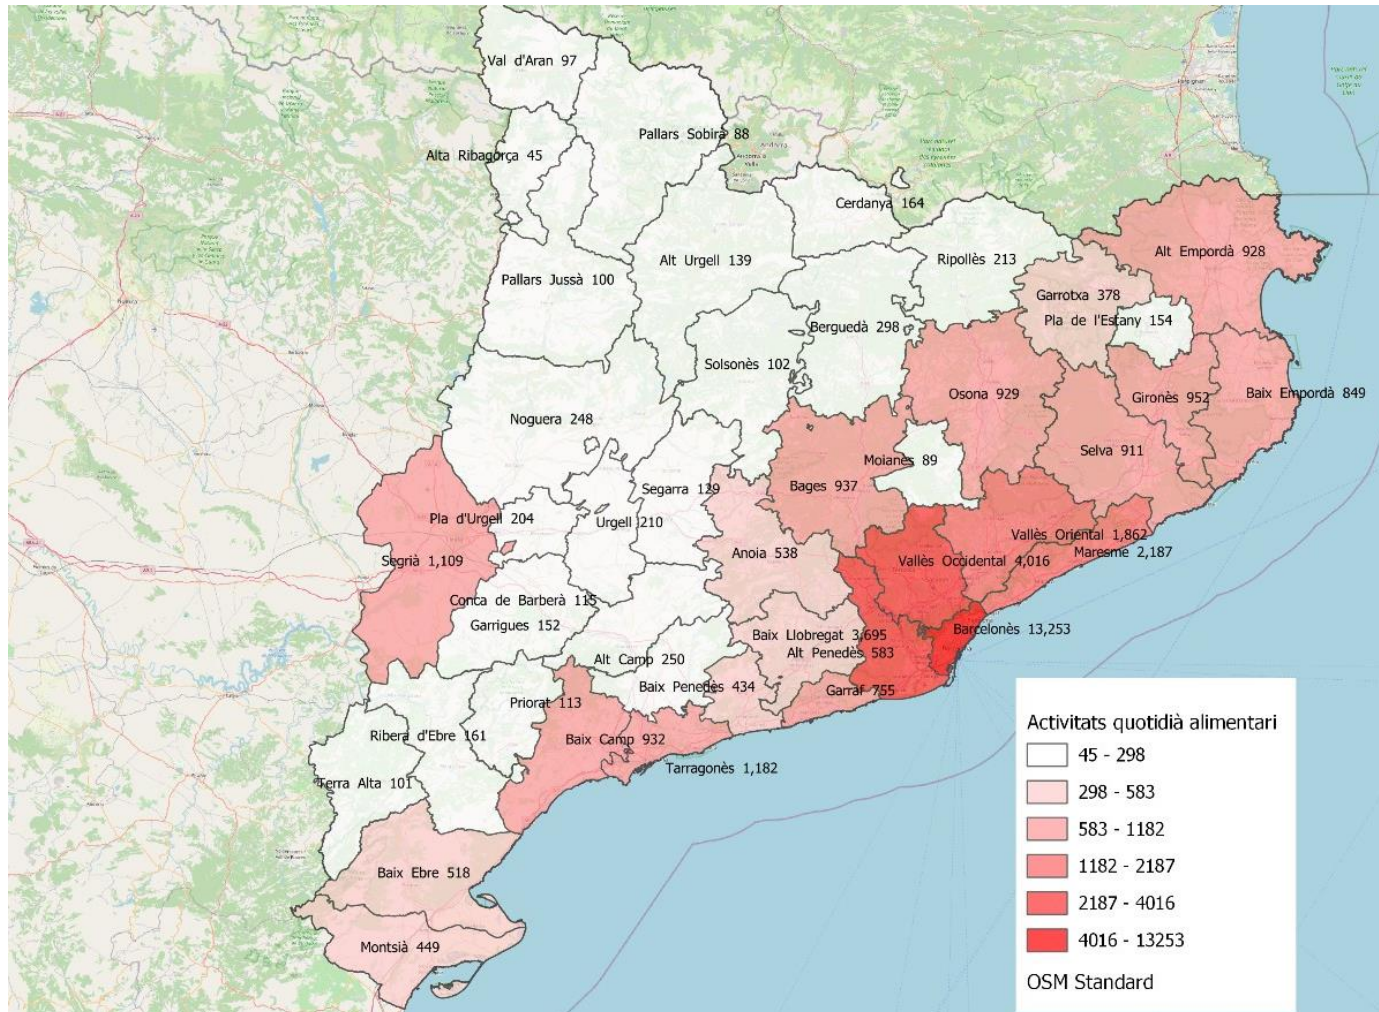 Val d'Aran 97
Pallars Sobirà 88
Alta Ribagorça 45
Cerdanya 164
Alt Empordà 928
Ripollès 213
Alt Urgell 139
Pallars Jussà 100
Garrotxa 378
Pla de l'Estany 154
Berguedà 298
Solsonès 102
Osona 929
Gironès 952
Baix Empordà 849
Noguera 248
Selva 911
Moianès 89
Bages 937
Segarra 129
Pla d'Urgell 204
Urgell 210
Vallès Oriental 1,862
Maresme 2,187
Anoia 538
Vallès Occidental 4,016
Segrià 1,109
Conca de Barberà 115
Garrigues 152
Baix Llobregat 3,695
Barcelonès 13,253
Alt Penedès 583
Alt Camp 250
Baix Penedès 434
Garraf 755
Priorat 113
Ribera d'Ebre 161
Baix Camp 932
Tarragonès 1,182
Terra Alta 101
Baix Ebre 518
Montsià 449
Activitats quotidià alimentari
45 - 298
298 - 583
583 - 1182
1182 - 2187
2187 - 4016
4016 - 13253
OSM Standard